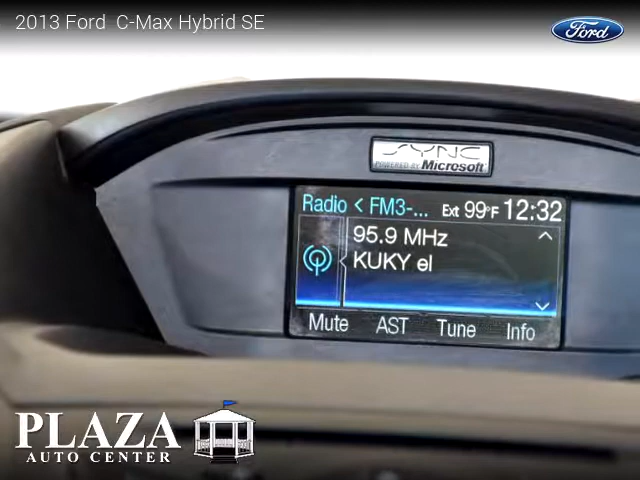 2013 Ford C-Max Hybrid SE
Ford
SYNC
POWERED BY Microsoft
Radio < FM3-... Ext 99°F 12:32
95.9 MHz
KUKY el
Mute AST Tune Info
PLAZA
AUTO CENTER